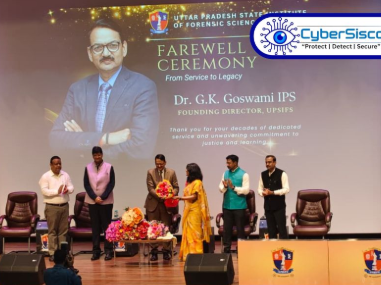 UTTAR PRADESH STATE INSTITUTE
OF FORENSIC SCIEN
CyberSisco
"Protect | Detect | Secure"
FAREWELL
CEREMONY
From Service to Legacy
Dr. G.K. Goswami IPS
FOUNDING DIRECTOR, UPSIFS
Thank you for your decades of dedicated
service and unwavering commitment to
justice and learning